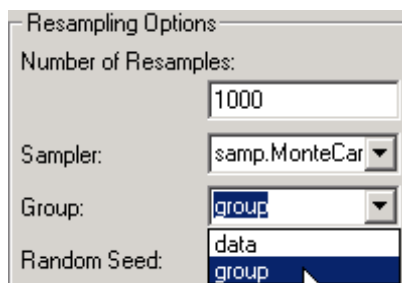 Resampling Options
Number of Resamples:
1000
Sampler:
samp.MonteCar
Group:
group
data
Random Seed:
group